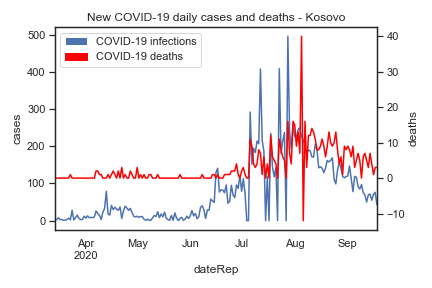 New COVID-19 daily cases and deaths - Kosovo
COVID-19 infections
COVID-19 deaths
500
400
300
200
100
0
cases
40
30
20
10
0
−10
deaths
Apr
2020
May
Jun
Jul
Aug
Sep
dateRep